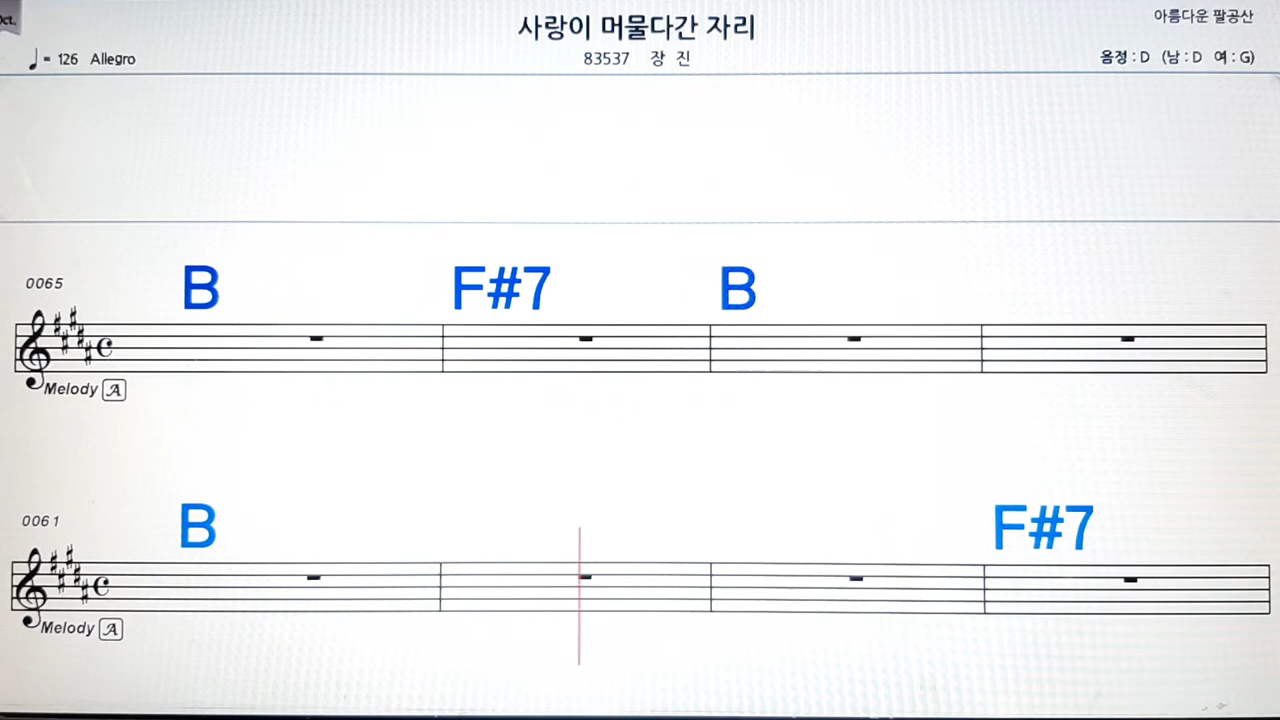 Oct.
사랑이 머물다간 자리
아름다운 팔공산
♩= 126 Allegro
83537 장 진
음정 : D (남 : D 여 : G)
0065
B F#7 B
Melody A
0061
B F#7
Melody A